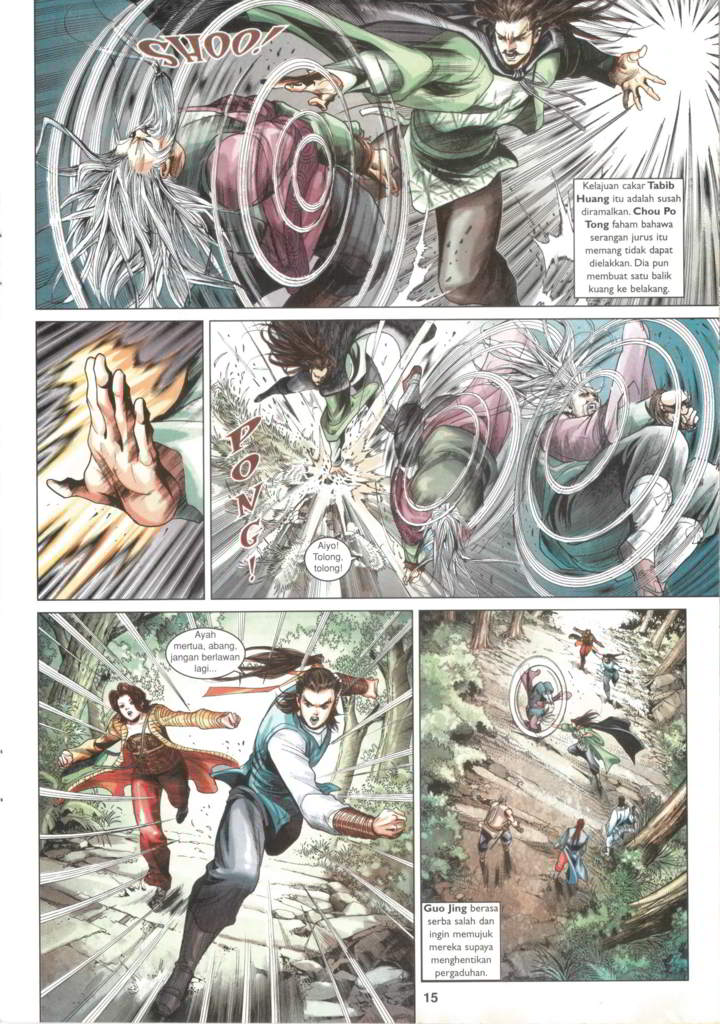 SHOO!
Kelajuan cakar Tabib
Huang itu adalah susah
diramalkan. Chou Po
Tong faham bahawa
serangan jurus itu
memang tidak dapat
dielakkan. Dia pun
membuat satu balik
kuang ke belakang.
PONG!
Aiyo!
Tolong,
tolong!
Ayah
mertua, abang,
jangan berlawan
lagi...
Guo Jing berasa
serba salah dan
ingin memujuk
mereka supaya
menghentikan
pergaduhan.
15